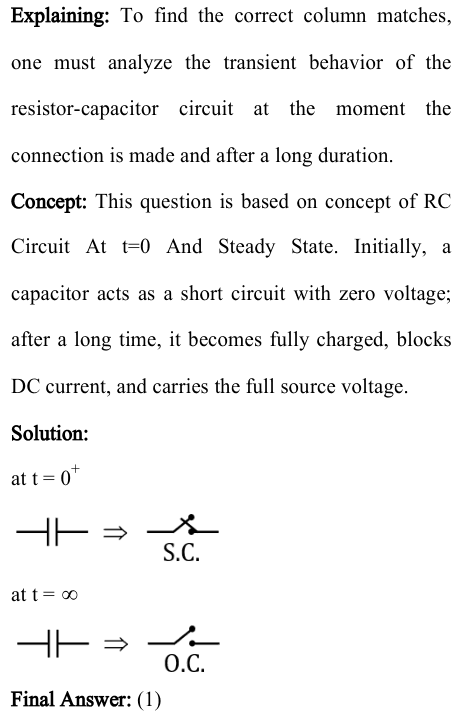 Explaining: To find the correct column matches,
one must analyze the transient behavior of the
resistor-capacitor circuit at the moment the
connection is made and after a long duration.
Concept: This question is based on concept of RC
Circuit At t=0 And Steady State. Initially, a
capacitor acts as a short circuit with zero voltage;
after a long time, it becomes fully charged, blocks
DC current, and carries the full source voltage.
Solution:
at t = 0⁺
⇒
S.C.
at t = ∞
⇒
O.C.
Final Answer: (1)